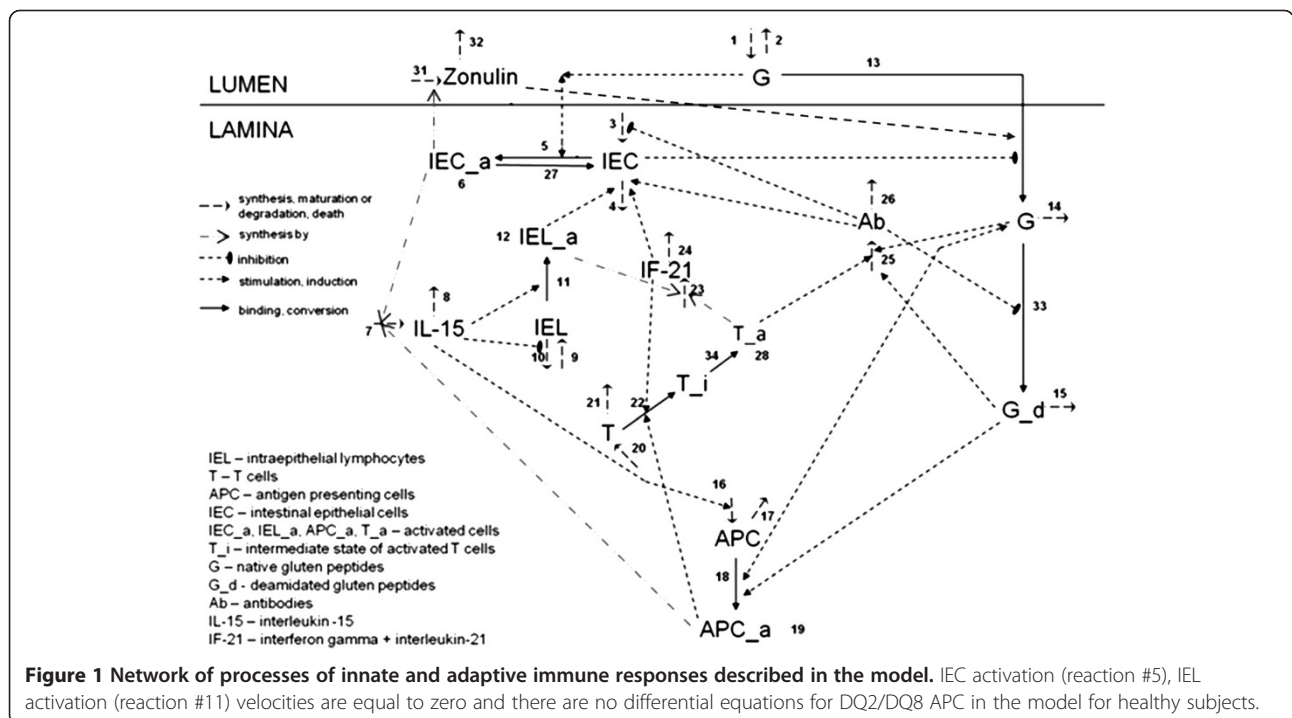 32
1
2
31
Zonulin
G
13
LUMEN
LAMINA
3
5
IEC_a
IEC
27
6
4
synthesis, maturation or
degradation, death
synthesis by
inhibition
stimulation, induction
binding, conversion
26
Ab
14
G
12 IEL_a
24
IF-21
25
11
23
8
7
IL-15
IEL
T_a
33
10
9
34
28
T_i
15
G_d
21
22
T
20
IEL – intraepithelial lymphocytes
T – T cells
APC – antigen presenting cells
IEC – intestinal epithelial cells
IEC_a, IEL_a, APC_a, T_a – activated cells
T_i – intermediate state of activated T cells
G – native gluten peptides
G_d - deamidated gluten peptides
Ab – antibodies
IL-15 – interleukin -15
IF-21 – interferon gamma + interleukin-21
16
17
APC
18
APC_a
19
Figure 1 Network of processes of innate and adaptive immune responses described in the model. IEC activation (reaction #5), IEL
activation (reaction #11) velocities are equal to zero and there are no differential equations for DQ2/DQ8 APC in the model for healthy subjects.